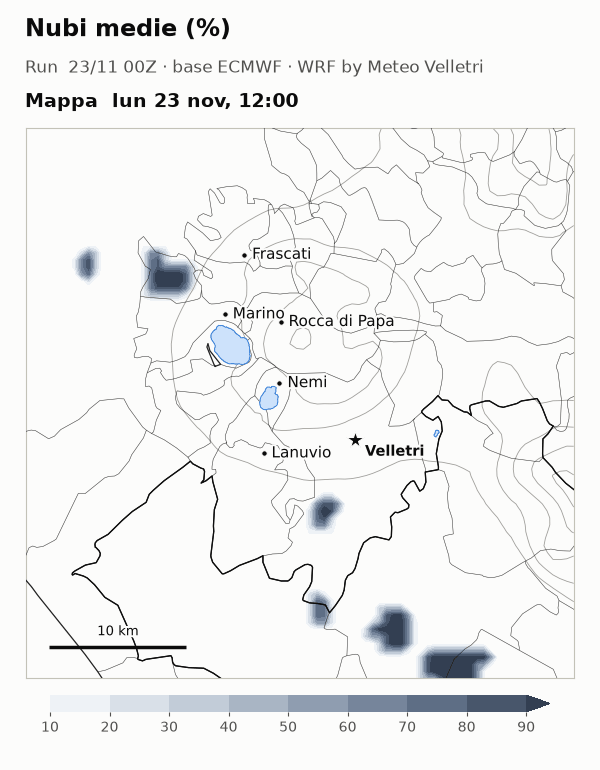 Nubi medie (%)
Run  23/11 00Z · base ECMWF · WRF by Meteo Velletri
Mappa  lun 23 nov, 12:00
Frascati
Marino
Rocca di Papa
Nemi
Velletri
Lanuvio
10 km
10 20 30 40 50 60 70 80 90